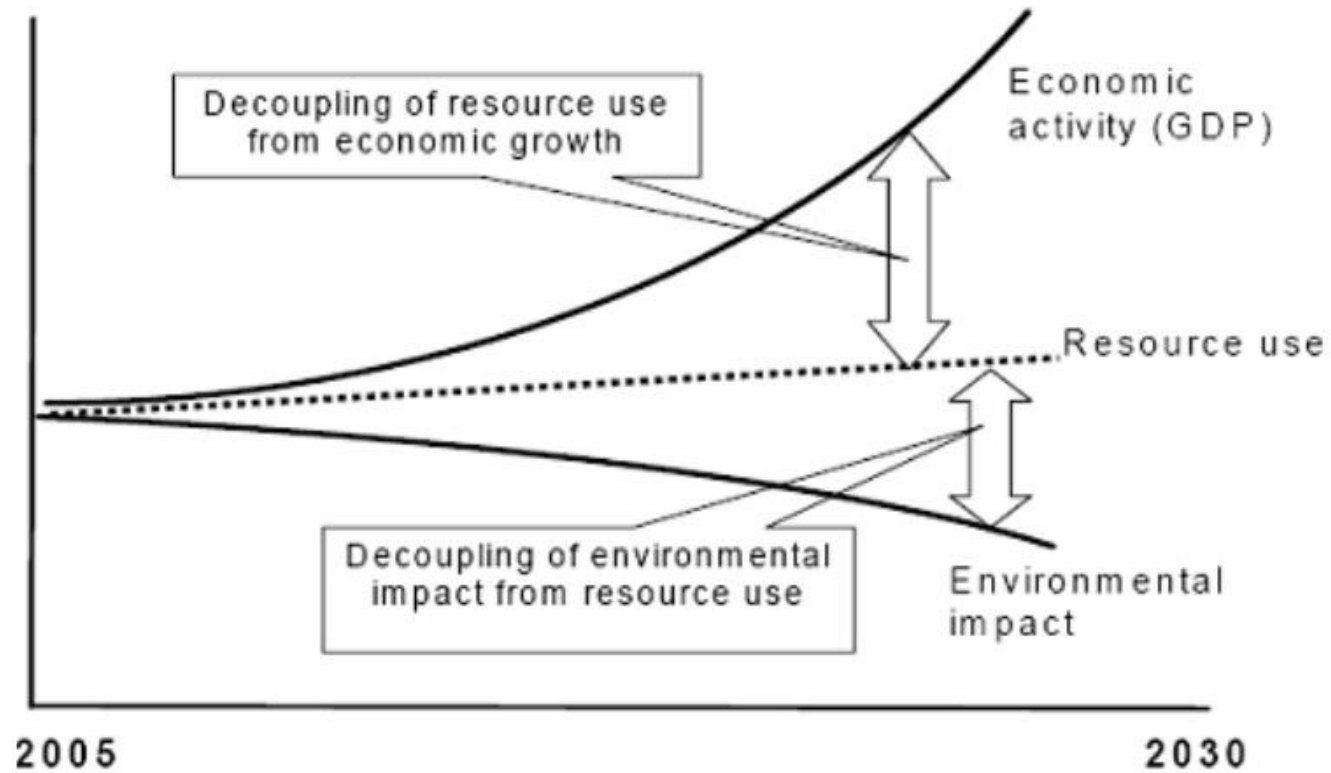 Economic
activity (GDP)
Decoupling of resource use
from economic growth
Resource use
Decoupling of environmental
impact from resource use
Environmental
impact
2005
2030